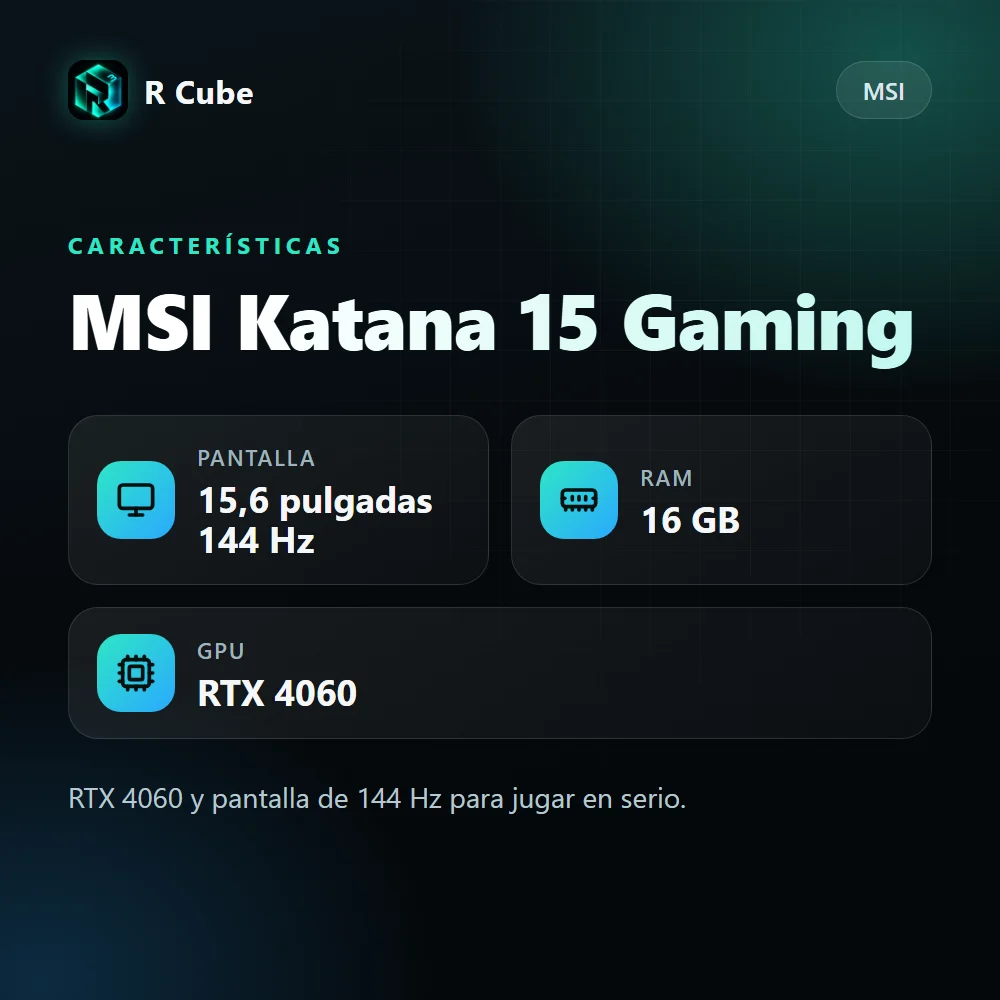 R Cube
MSI
CARACTERÍSTICAS
MSI Katana 15 Gaming
PANTALLA
15,6 pulgadas
144 Hz
RAM
16 GB
GPU
RTX 4060
RTX 4060 y pantalla de 144 Hz para jugar en serio.